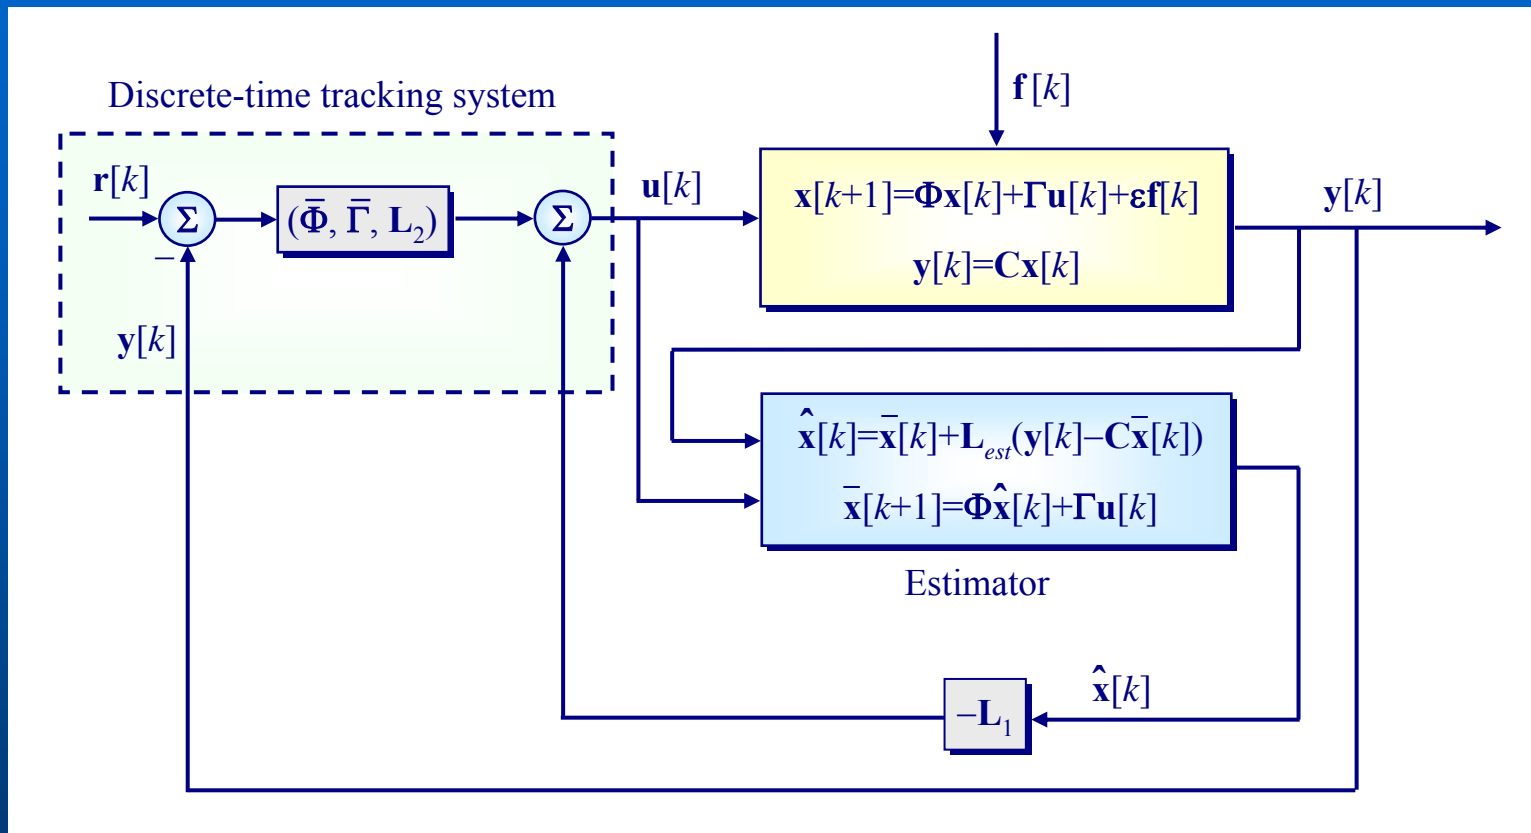 f[k]
Discrete-time tracking system
r[k]
Σ
(Φ̅, Γ̅, L₂)
Σ
u[k]
x[k+1]=Φx[k]+Γu[k]+εf[k]
y[k]=Cx[k]
y[k]
–
y[k]
x̂[k]=x̅[k]+Lₑₛₜ(y[k]–Cx̅[k])
x̅[k+1]=Φx̂[k]+Γu[k]
Estimator
–L₁
x̂[k]